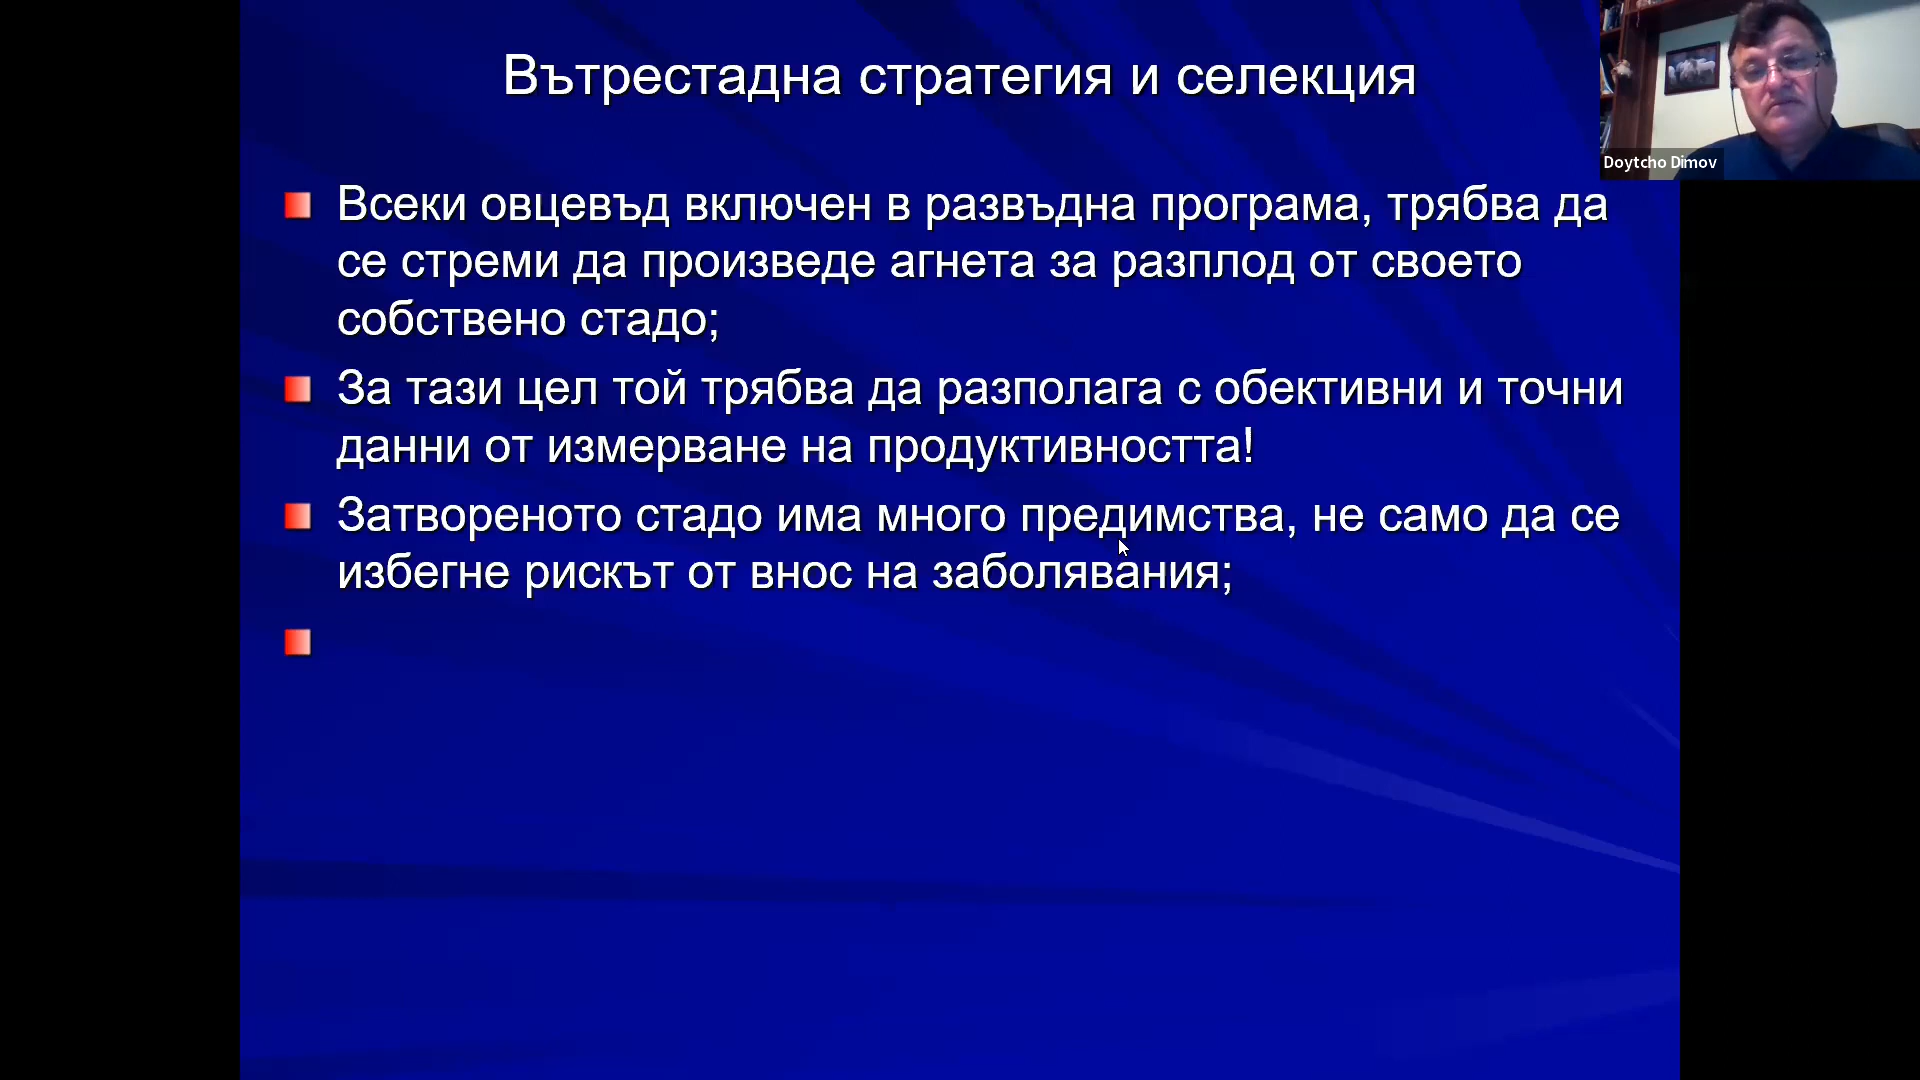 Вътрестадна стратегия и селекция
Doytcho Dimov
Всеки овцевъд включен в развъдна програма, трябва да
се стреми да произведе агнета за разплод от своето
собствено стадо;
За тази цел той трябва да разполага с обективни и точни
данни от измерване на продуктивността!
Затвореното стадо има много предимства, не само да се
избегне рискът от внос на заболявания;